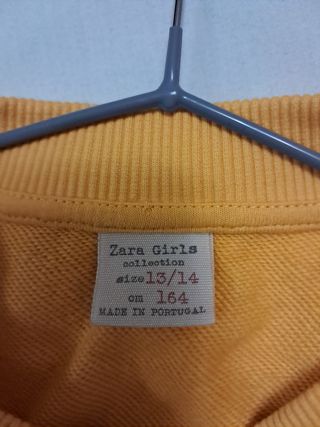 Zara Girls
collection
size 13/14
cm 164
MADE IN PORTUGAL